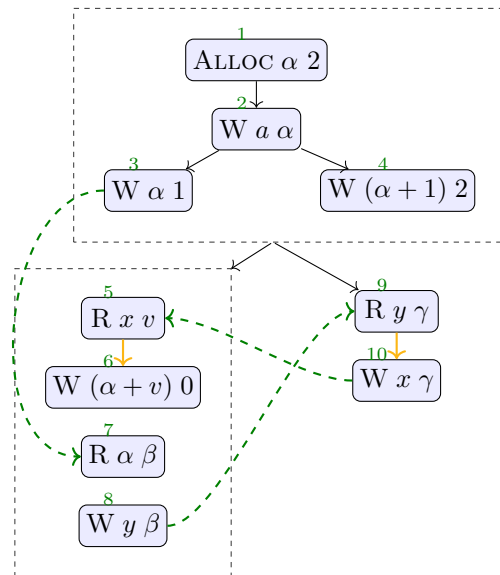 1
ALLOC α 2
2
W a α
3
W α 1
4
W (α + 1) 2
5
R x v
6
W (α + v) 0
7
R α β
8
W y β
9
R y γ
10
W x γ